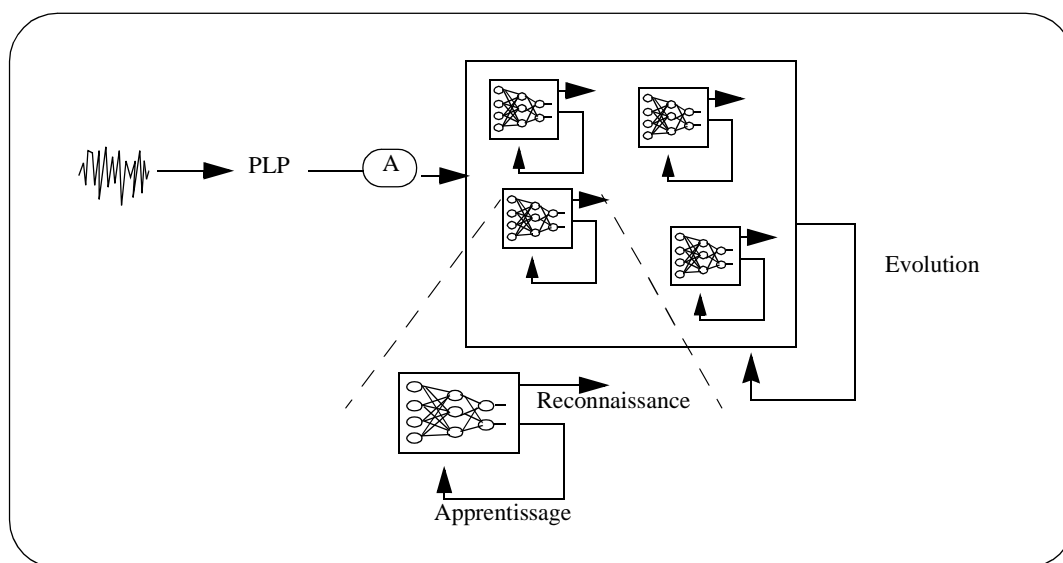 PLP
A
Evolution
Reconnaissance
Apprentissage